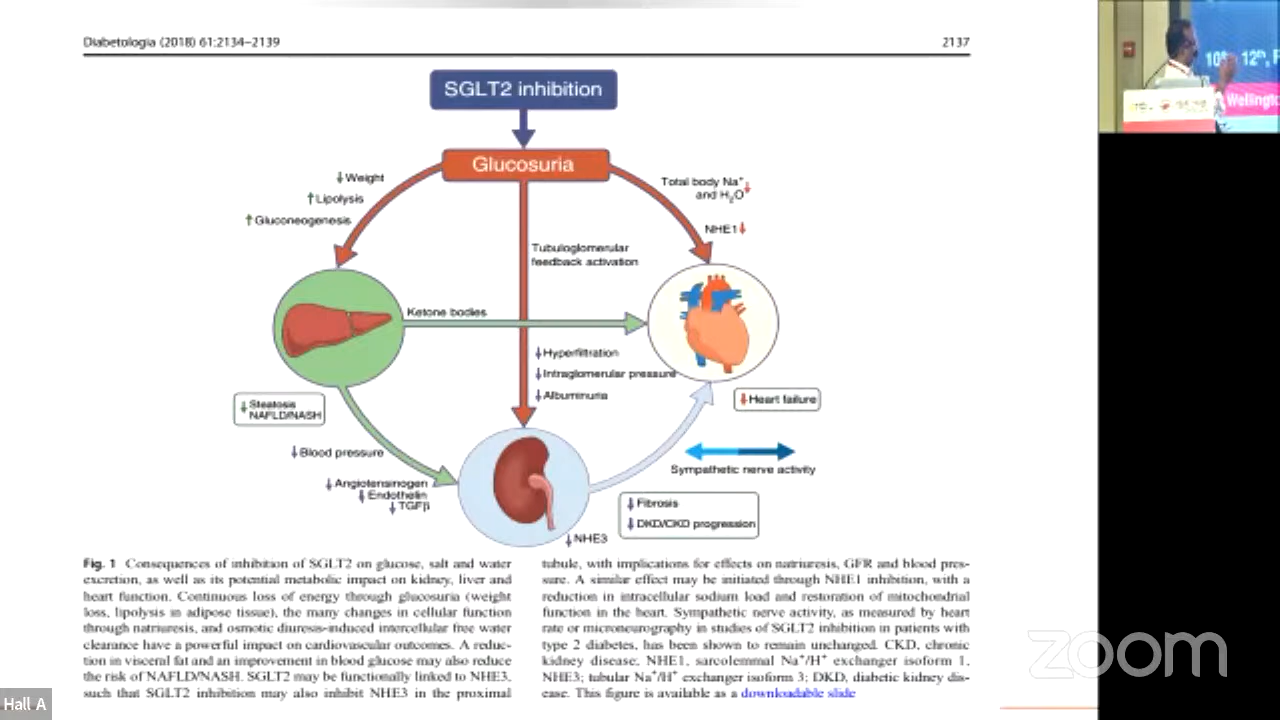 Diabetologia (2018) 61:2134–2139
2137
SGLT2 inhibition
Glucosuria
↓Weight
↑Lipolysis
↑Gluconeogenesis
Total body Na⁺↓
and H₂O
NHE1↓
Tubuloglomerular
feedback activation
Ketone bodies
↓Hyperfiltration
↓Intraglomerular pressure
↓Albuminuria
↓Steatosis
NAFLD/NASH
↓Heart failure
↓Blood pressure
↓Angiotensinogen
↓Endothelin
↓TGFβ
Sympathetic nerve activity
↓Fibrosis
↓DKD/CKD progression
↓NHE3
Fig. 1 Consequences of inhibition of SGLT2 on glucose, salt and water
excretion, as well as its potential metabolic impact on kidney, liver and
heart function. Continuous loss of energy through glucosuria (weight
loss, lipolysis in adipose tissue), the many changes in cellular function
through natriuresis, and osmotic diuresis-induced intercellular free water
clearance have a powerful impact on cardiovascular outcomes. A reduc-
tion in visceral fat and an improvement in blood glucose may also reduce
the risk of NAFLD/NASH. SGLT2 may be functionally linked to NHE3,
such that SGLT2 inhibition may also inhibit NHE3 in the proximal
tubule, with implications for effects on natriuresis, GFR and blood pres-
sure. A similar effect may be initiated through NHE1 inhibition, with a
reduction in intracellular sodium load and restoration of mitochondrial
function in the heart. Sympathetic nerve activity, as measured by heart
rate or microneurography in studies of SGLT2 inhibition in patients with
type 2 diabetes, has been shown to remain unchanged. CKD, chronic
kidney disease, NHE1, sarcolemmal Na⁺/H⁺ exchanger isoform 1,
NHE3; tubular Na⁺/H⁺ exchanger isoform 3; DKD, diabetic kidney dis-
ease. This figure is available as a downloadable slide
10th 12th, F
Wellingto
zoom
Hall A